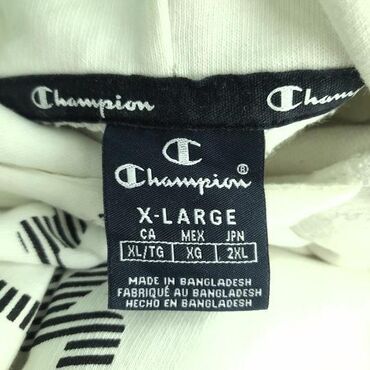 Champion Champion
Champion®
X-LARGE
CA MEX JPN
XL/TG XG 2XL
MADE IN BANGLADESH
FABRIQUÉ AU BANGLADESH
HECHO EN BANGLADESH